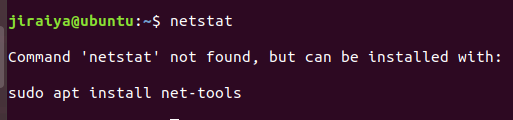 jiraiya@ubuntu:~$ netstat
Command 'netstat' not found, but can be installed with:
sudo apt install net-tools